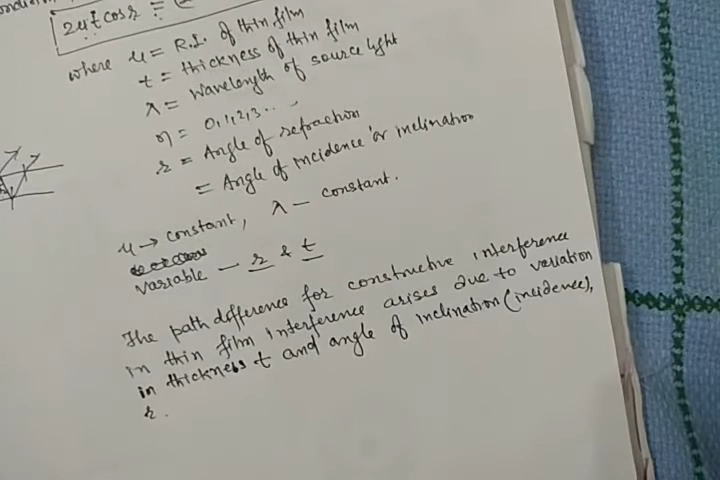 2μt cos r =
where μ = R.I. of thin film
t = thickness of thin film
λ = Wavelength of source light
n = 0,1,2,3...
r = Angle of refraction
= Angle of incidence or inclination
μ → constant, λ — constant.
variable — r & t
The path difference for constructive interference
in thin film interference arises due to variation
in thickness t and angle of inclination (incidence),
r.